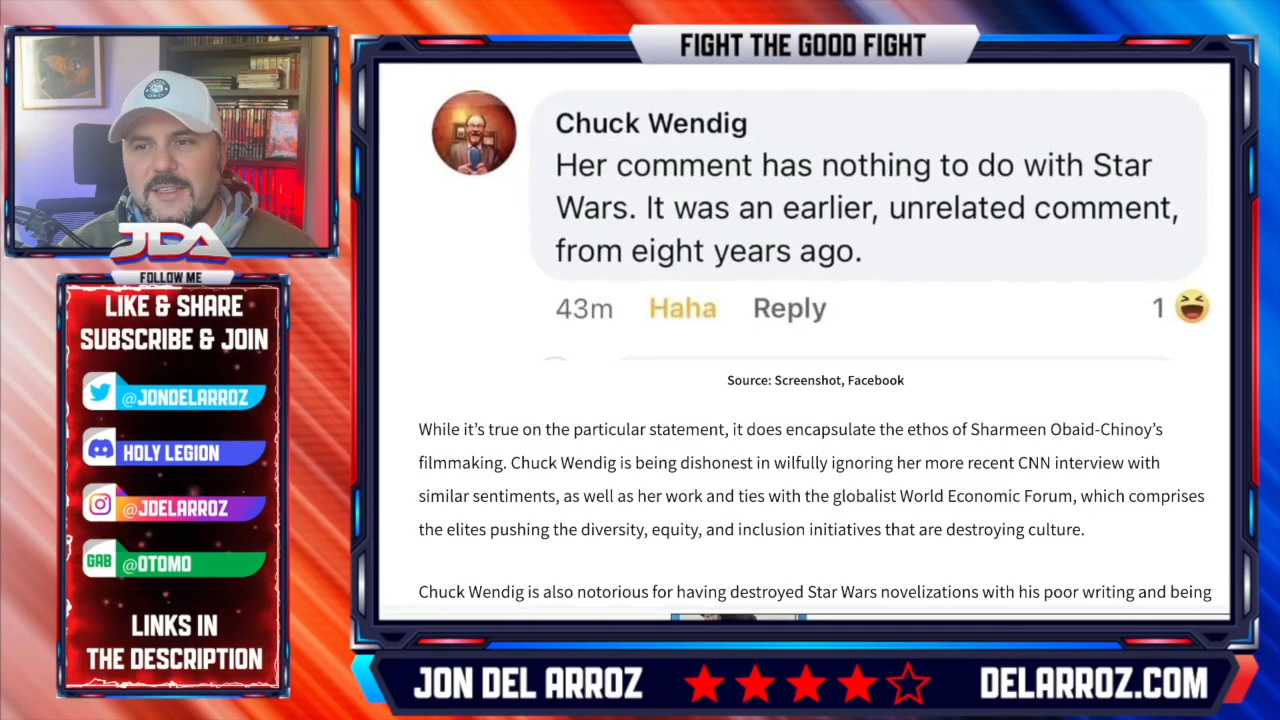 FIGHT THE GOOD FIGHT
Chuck Wendig
Her comment has nothing to do with Star
Wars. It was an earlier, unrelated comment,
from eight years ago.
43m Haha Reply 1
Source: Screenshot, Facebook
While it’s true on the particular statement, it does encapsulate the ethos of Sharmeen Obaid-Chinoy’s
filmmaking. Chuck Wendig is being dishonest in wilfully ignoring her more recent CNN interview with
similar sentiments, as well as her work and ties with the globalist World Economic Forum, which comprises
the elites pushing the diversity, equity, and inclusion initiatives that are destroying culture.
Chuck Wendig is also notorious for having destroyed Star Wars novelizations with his poor writing and being
JDA
FOLLOW ME
LIKE & SHARE
SUBSCRIBE & JOIN
@JONDELARROZ
HOLY LEGION
@JDELARROZ
GAB @OTOMO
LINKS IN
THE DESCRIPTION
JON DEL ARROZ
DELARROZ.COM